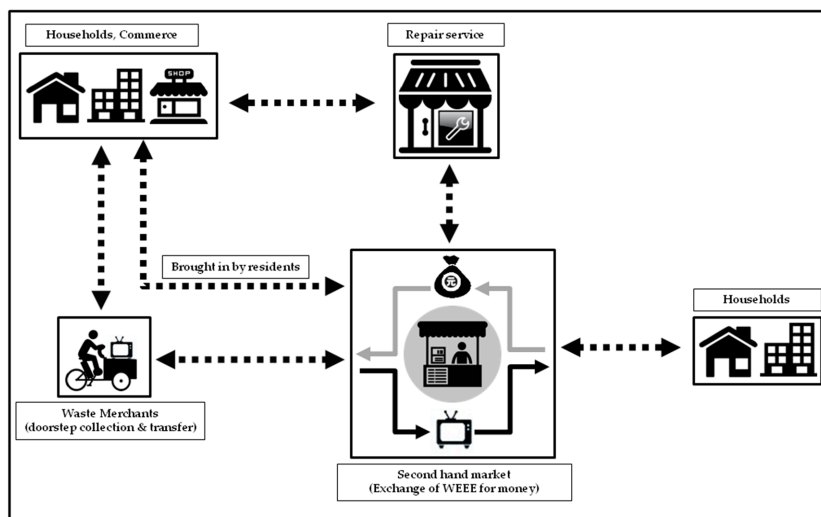 Households, Commerce
SHOP
Repair service
Brought in by residents
元
Households
Waste Merchants
(doorstep collection & transfer)
Second hand market
(Exchange of WEEE for money)